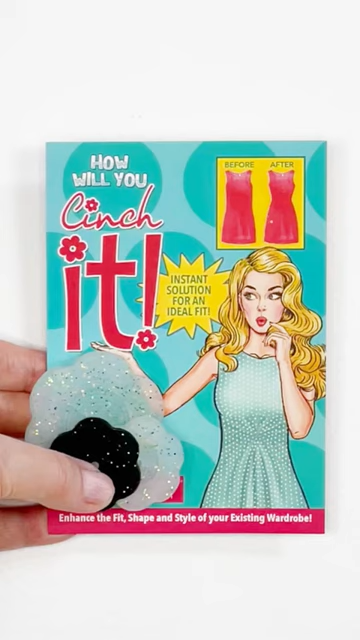 HOW
WILL YOU
Cinch
it!
BEFORE AFTER
INSTANT
SOLUTION
FOR AN
IDEAL FIT!
Enhance the Fit, Shape and Style of your Existing Wardrobe!